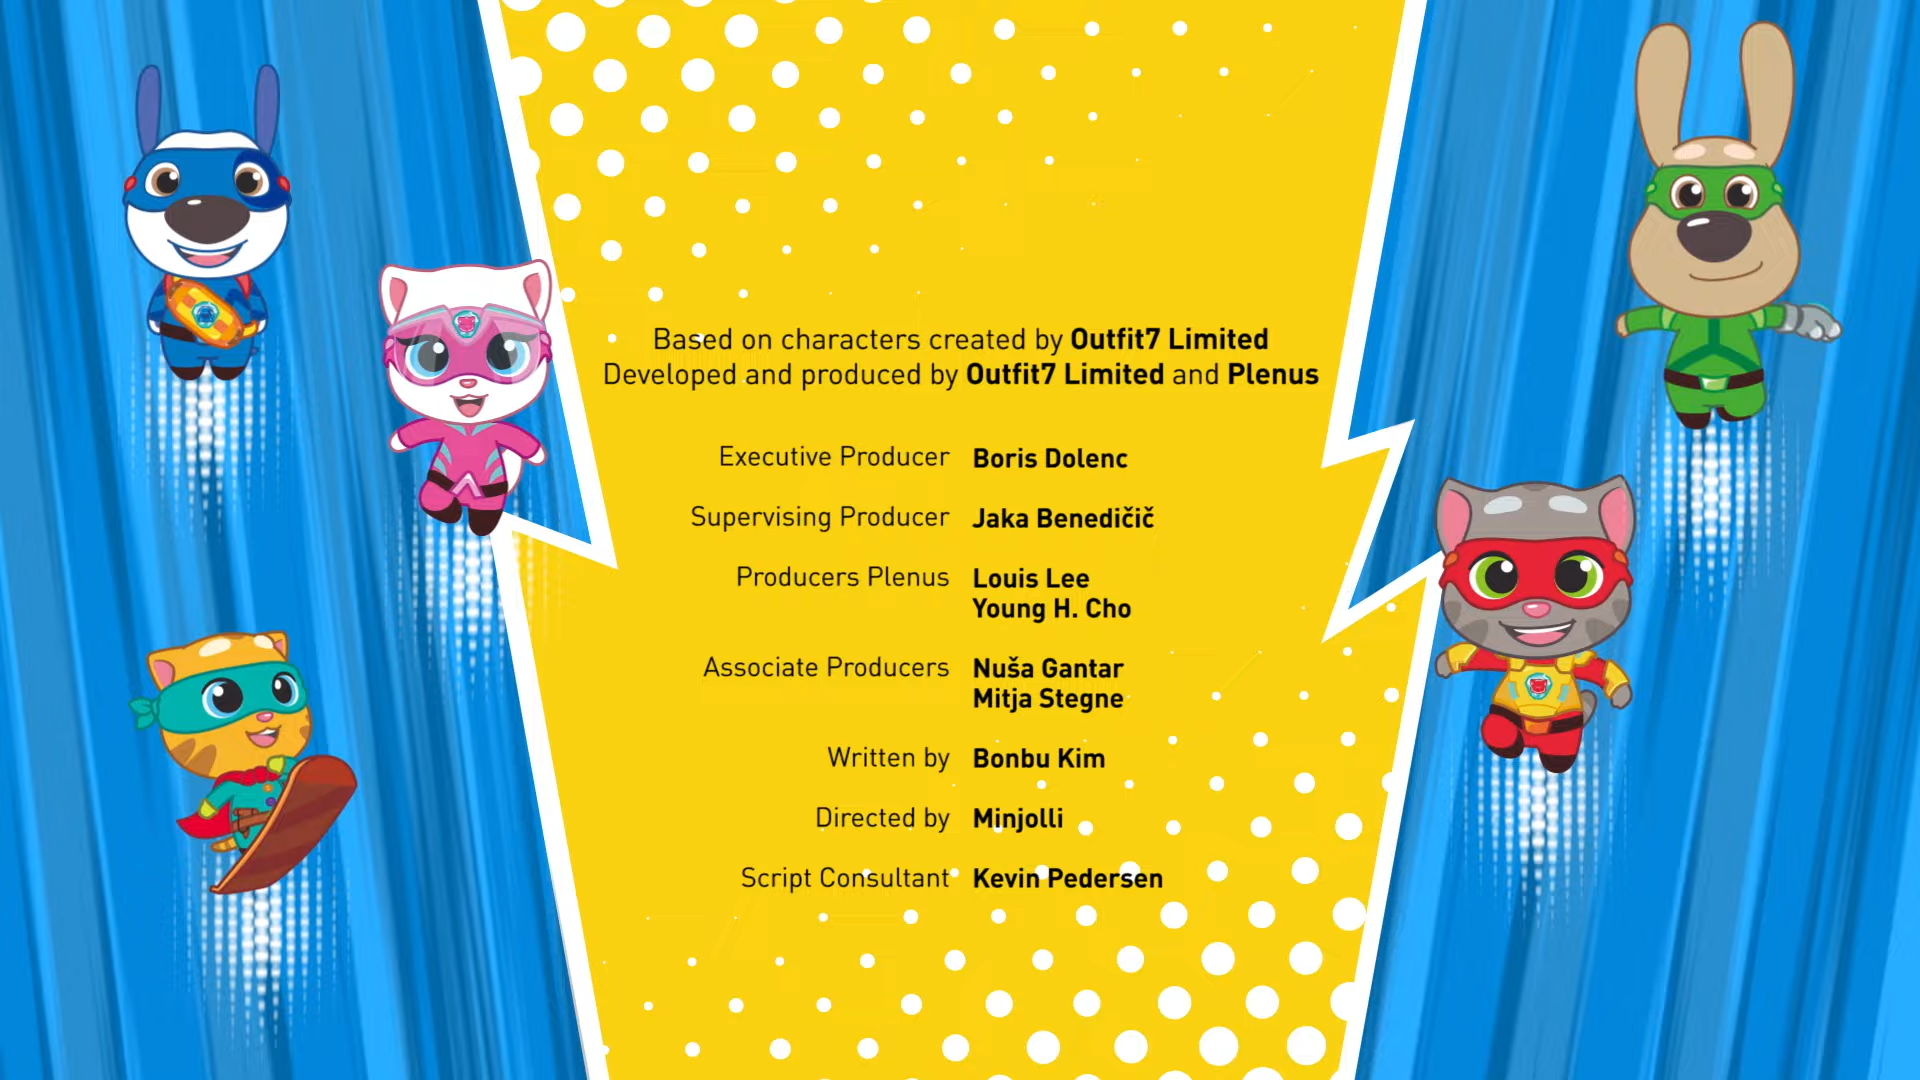 Based on characters created by Outfit7 Limited
Developed and produced by Outfit7 Limited and Plenus
Executive Producer Boris Dolenc
Supervising Producer Jaka Benedičič
Producers Plenus Louis Lee
Young H. Cho
Associate Producers Nuša Gantar
Mitja Stegne
Written by Bonbu Kim
Directed by Minjolli
Script Consultant Kevin Pedersen